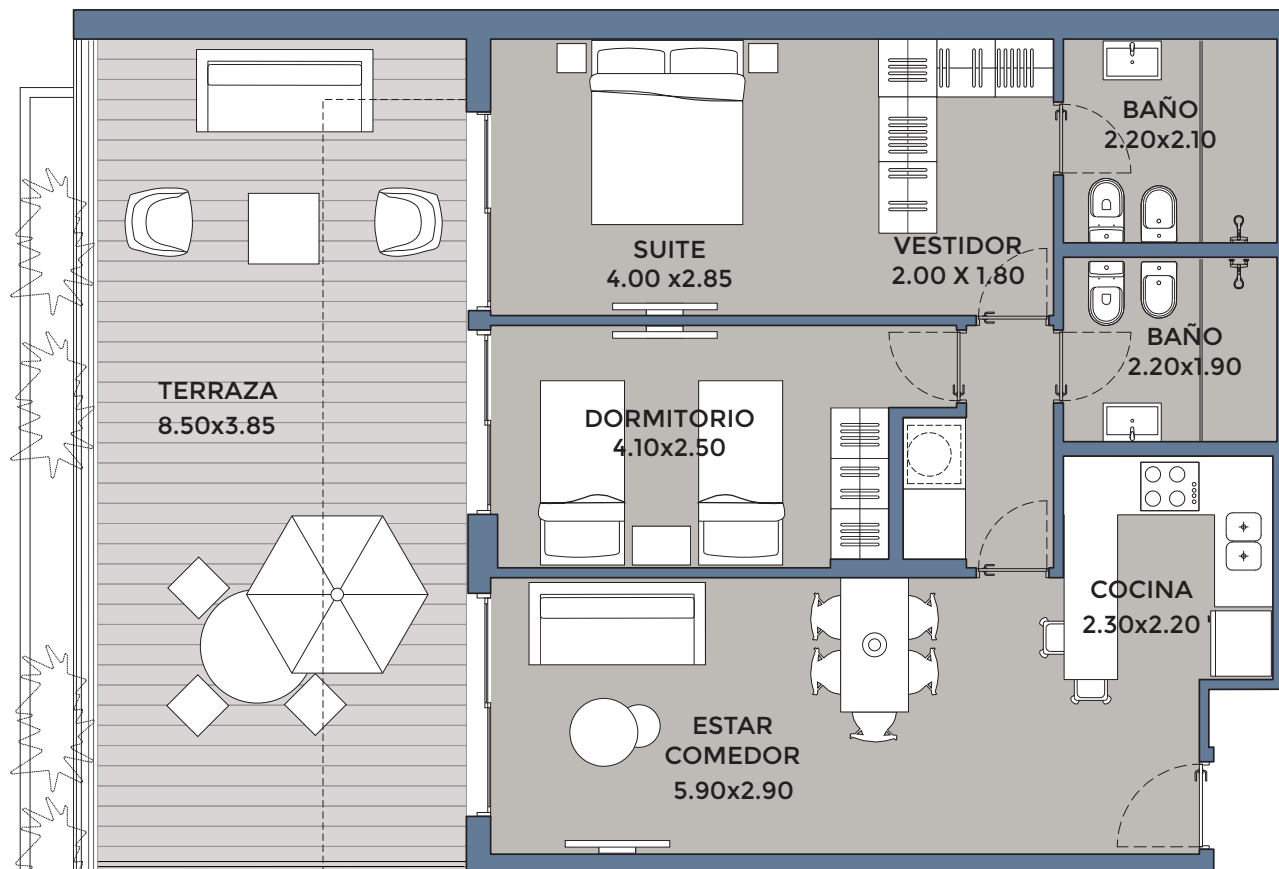 BAÑO
2.20x2.10
SUITE
4.00 x2.85
VESTIDOR
2.00 X 1.80
BAÑO
2.20x1.90
TERRAZA
8.50x3.85
DORMITORIO
4.10x2.50
COCINA
2.30x2.20 '
ESTAR
COMEDOR
5.90x2.90